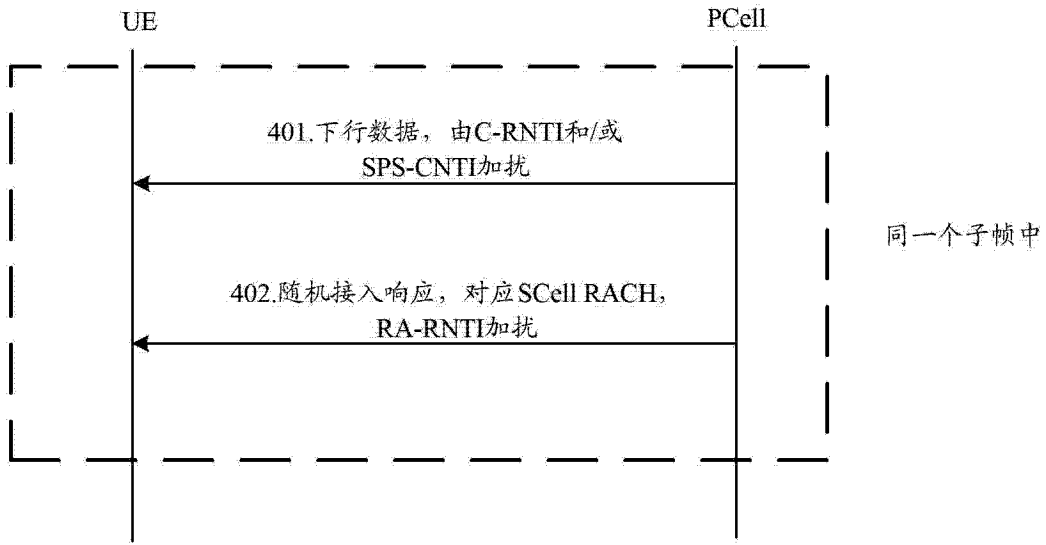 UE
PCell
401.下行数据，由C-RNTI和/或
SPS-CNTI加扰
同一个子帧中
402.随机接入响应，对应SCell RACH，
RA-RNTI加扰